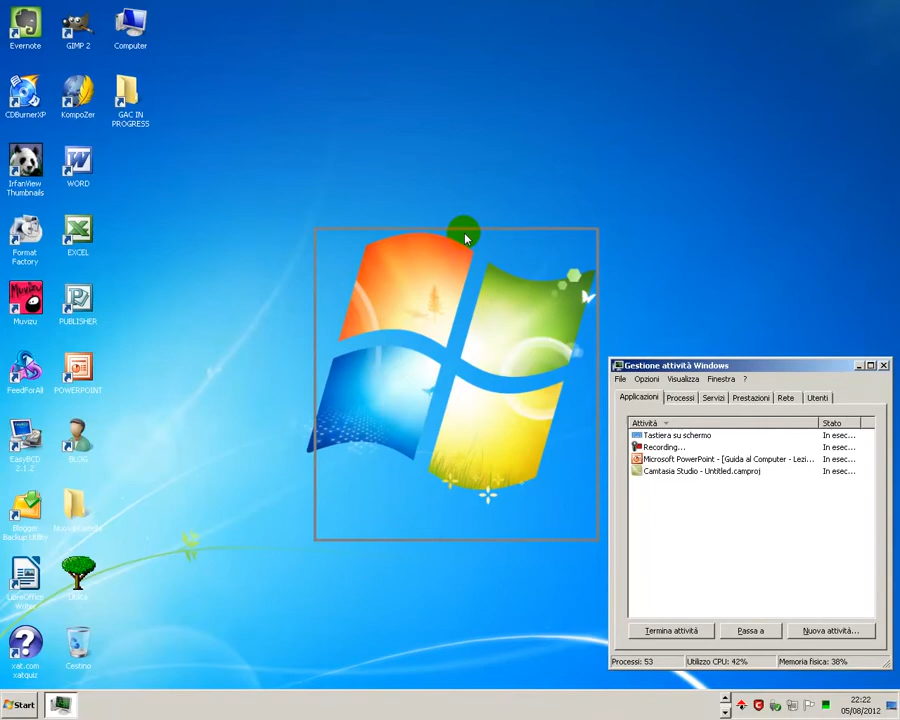 Evernote
GIMP 2
Computer
CDBurnerXP
KompoZer
GAC IN
PROGRESS
IrfanView
Thumbnails
WORD
Format
Factory
EXCEL
Muvizu
Muvizu
PUBLISHER
FeedForAll
POWERPOINT
EasyBCD
2.1.2
BLOG
Blogger
Backup Utility
LibreOffice
Writer
Utilità
xat.com
xatquiz
Cestino
Gestione attività Windows
File Opzioni Visualizza Finestra ?
Applicazioni Processi Servizi Prestazioni Rete Utenti
Attività Stato
Tastiera su schermo In esec...
Recording... In esec...
Microsoft PowerPoint - [Guida al Computer - Lezi... In esec...
Camtasia Studio - Untitled.camproj In esec...
Termina attività Passa a Nuova attività...
Processi: 53 Utilizzo CPU: 42% Memoria fisica: 38%
Start
22:22
05/08/2012